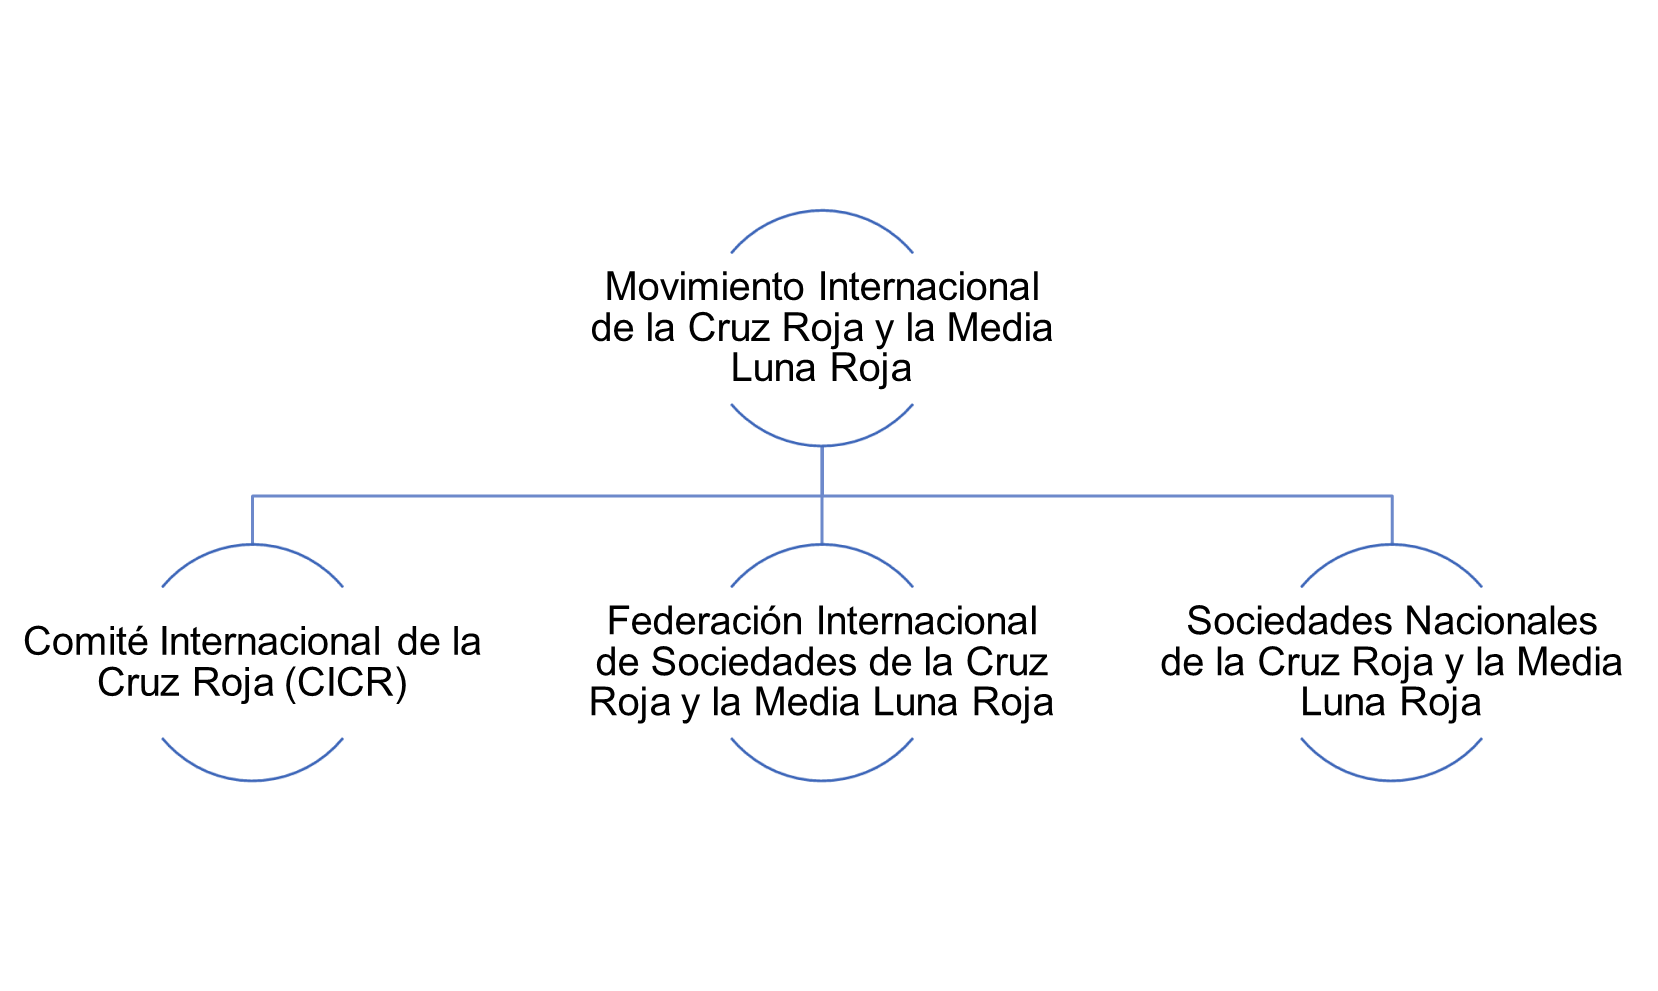 Movimiento Internacional
de la Cruz Roja y la Media
Luna Roja
Comité Internacional de la
Cruz Roja (CICR)
Federación Internacional
de Sociedades de la Cruz
Roja y la Media Luna Roja
Sociedades Nacionales
de la Cruz Roja y la Media
Luna Roja